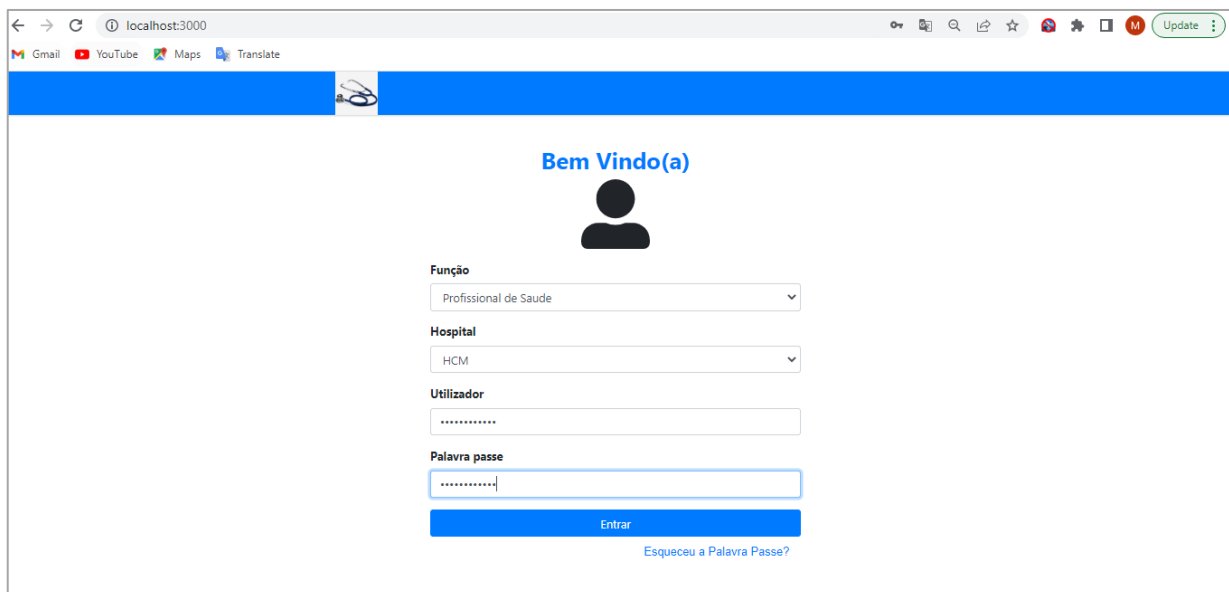 localhost:3000
M
Update
Gmail
YouTube
Maps
Translate
Bem Vindo(a)
Função
Profissional de Saude
Hospital
HCM
Utilizador
••••••••••••
Palavra passe
••••••••••••
Entrar
Esqueceu a Palavra Passe?